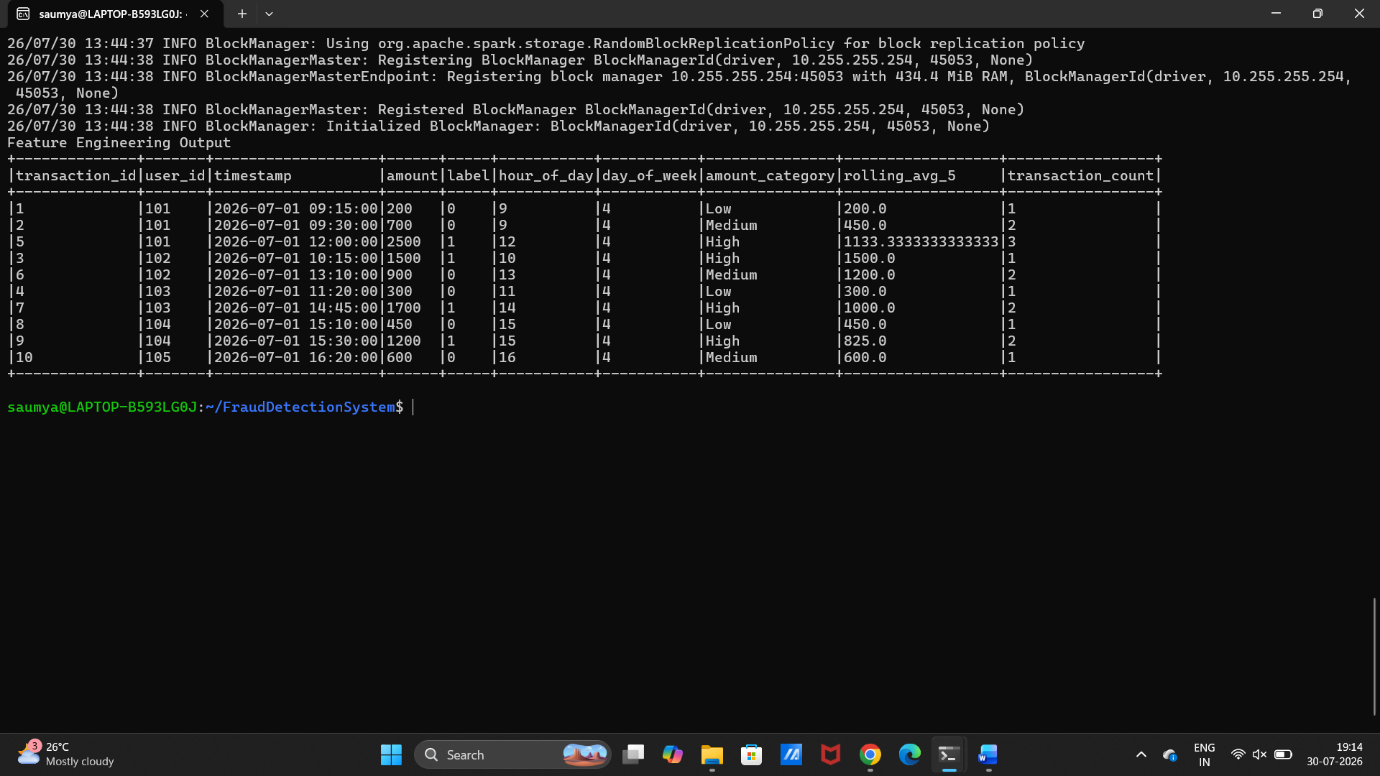 saumya@LAPTOP-B593LG0J: ·
26/07/30 13:44:37 INFO BlockManager: Using org.apache.spark.storage.RandomBlockReplicationPolicy for block replication policy
26/07/30 13:44:38 INFO BlockManagerMaster: Registering BlockManager BlockManagerId(driver, 10.255.255.254, 45053, None)
26/07/30 13:44:38 INFO BlockManagerMasterEndpoint: Registering block manager 10.255.255.254:45053 with 434.4 MiB RAM, BlockManagerId(driver, 10.255.255.254,
45053, None)
26/07/30 13:44:38 INFO BlockManagerMaster: Registered BlockManager BlockManagerId(driver, 10.255.255.254, 45053, None)
26/07/30 13:44:38 INFO BlockManager: Initialized BlockManager: BlockManagerId(driver, 10.255.255.254, 45053, None)
Feature Engineering Output
+--------------+-------+-------------------+------+-----+-----------+-----------+---------------+------------------+-----------------+
|transaction_id|user_id|timestamp          |amount|label|hour_of_day|day_of_week|amount_category|rolling_avg_5     |transaction_count|
+--------------+-------+-------------------+------+-----+-----------+-----------+---------------+------------------+-----------------+
|1             |101    |2026-07-01 09:15:00|200   |0    |9          |4          |Low            |200.0             |1                |
|2             |101    |2026-07-01 09:30:00|700   |0    |9          |4          |Medium         |450.0             |2                |
|5             |101    |2026-07-01 12:00:00|2500  |1    |12         |4          |High           |1133.3333333333333|3                |
|3             |102    |2026-07-01 10:15:00|1500  |1    |10         |4          |High           |1500.0            |1                |
|6             |102    |2026-07-01 13:10:00|900   |0    |13         |4          |Medium         |1200.0            |2                |
|4             |103    |2026-07-01 11:20:00|300   |0    |11         |4          |Low            |300.0             |1                |
|7             |103    |2026-07-01 14:45:00|1700  |1    |14         |4          |High           |1000.0            |2                |
|8             |104    |2026-07-01 15:10:00|450   |0    |15         |4          |Low            |450.0             |1                |
|9             |104    |2026-07-01 15:30:00|1200  |1    |15         |4          |High           |825.0             |2                |
|10            |105    |2026-07-01 16:20:00|600   |0    |16         |4          |Medium         |600.0             |1                |
+--------------+-------+-------------------+------+-----+-----------+-----------+---------------+------------------+-----------------+
saumya@LAPTOP-B593LG0J:~/FraudDetectionSystem$
3
26°C
Mostly cloudy
Search
ENG
IN
19:14
30-07-2026